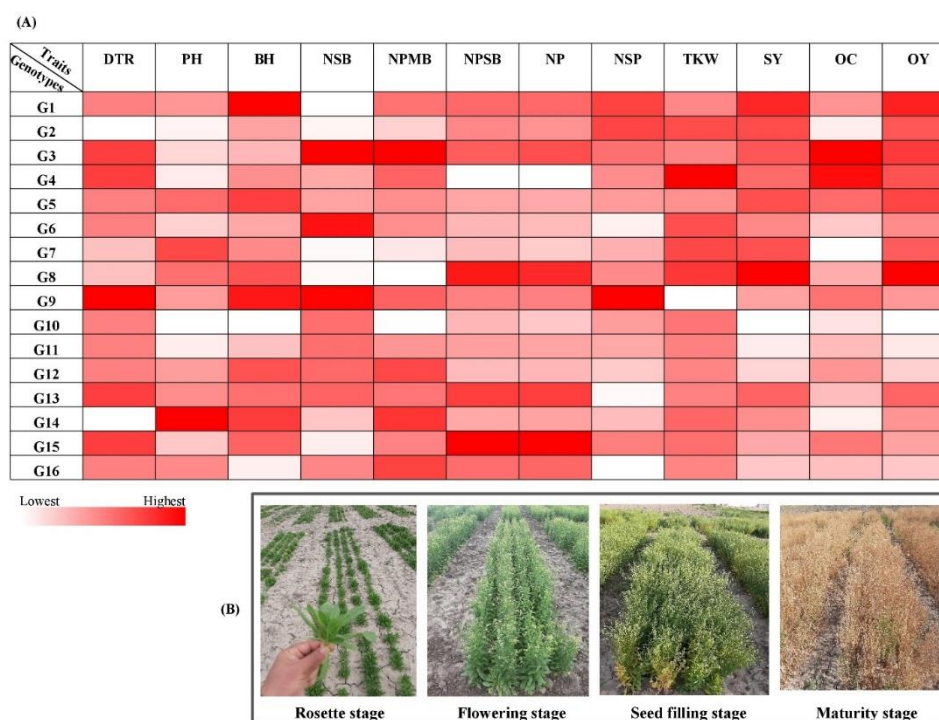 (A)
Traits
Genotypes
DTR PH BH NSB NPMB NPSB NP NSP TKW SY OC OY
G1
G2
G3
G4
G5
G6
G7
G8
G9
G10
G11
G12
G13
G14
G15
G16
Lowest Highest
(B)
Rosette stage Flowering stage Seed filling stage Maturity stage